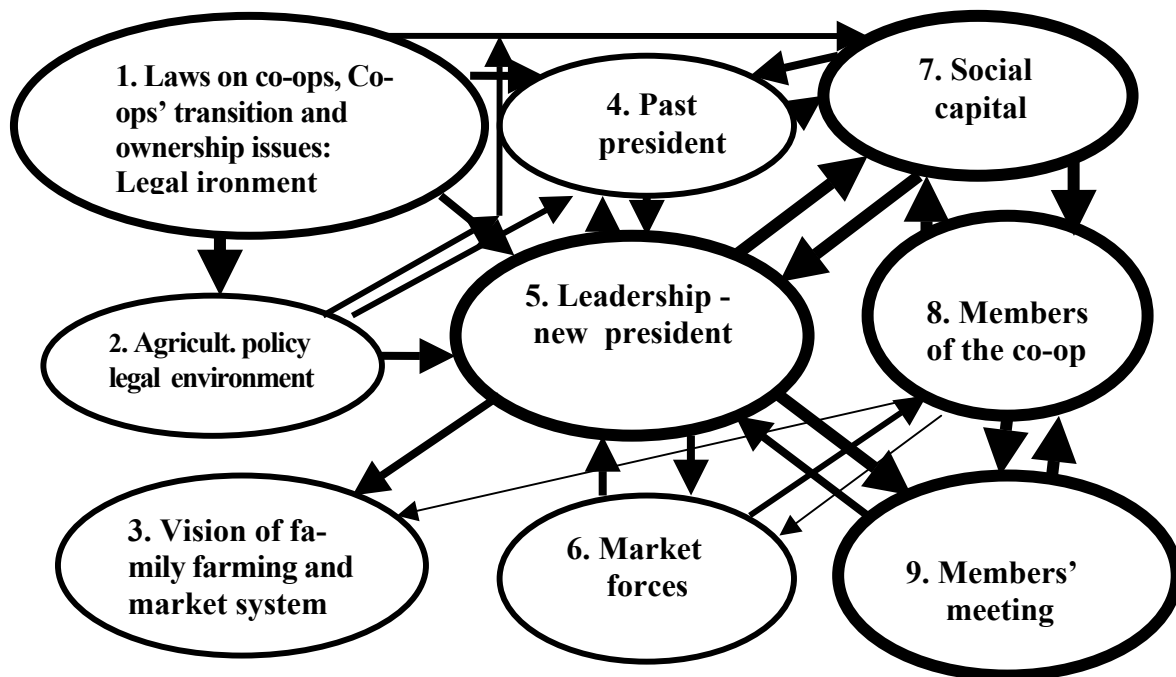 1. Laws on co-ops, Co-
ops’ transition and
ownership issues:
Legal ironment
2. Agricult. policy
legal environment
3. Vision of fa-
mily farming and
market system
4. Past
president
5. Leadership -
new president
6. Market
forces
7. Social
capital
8. Members
of the co-op
9. Members’
meeting